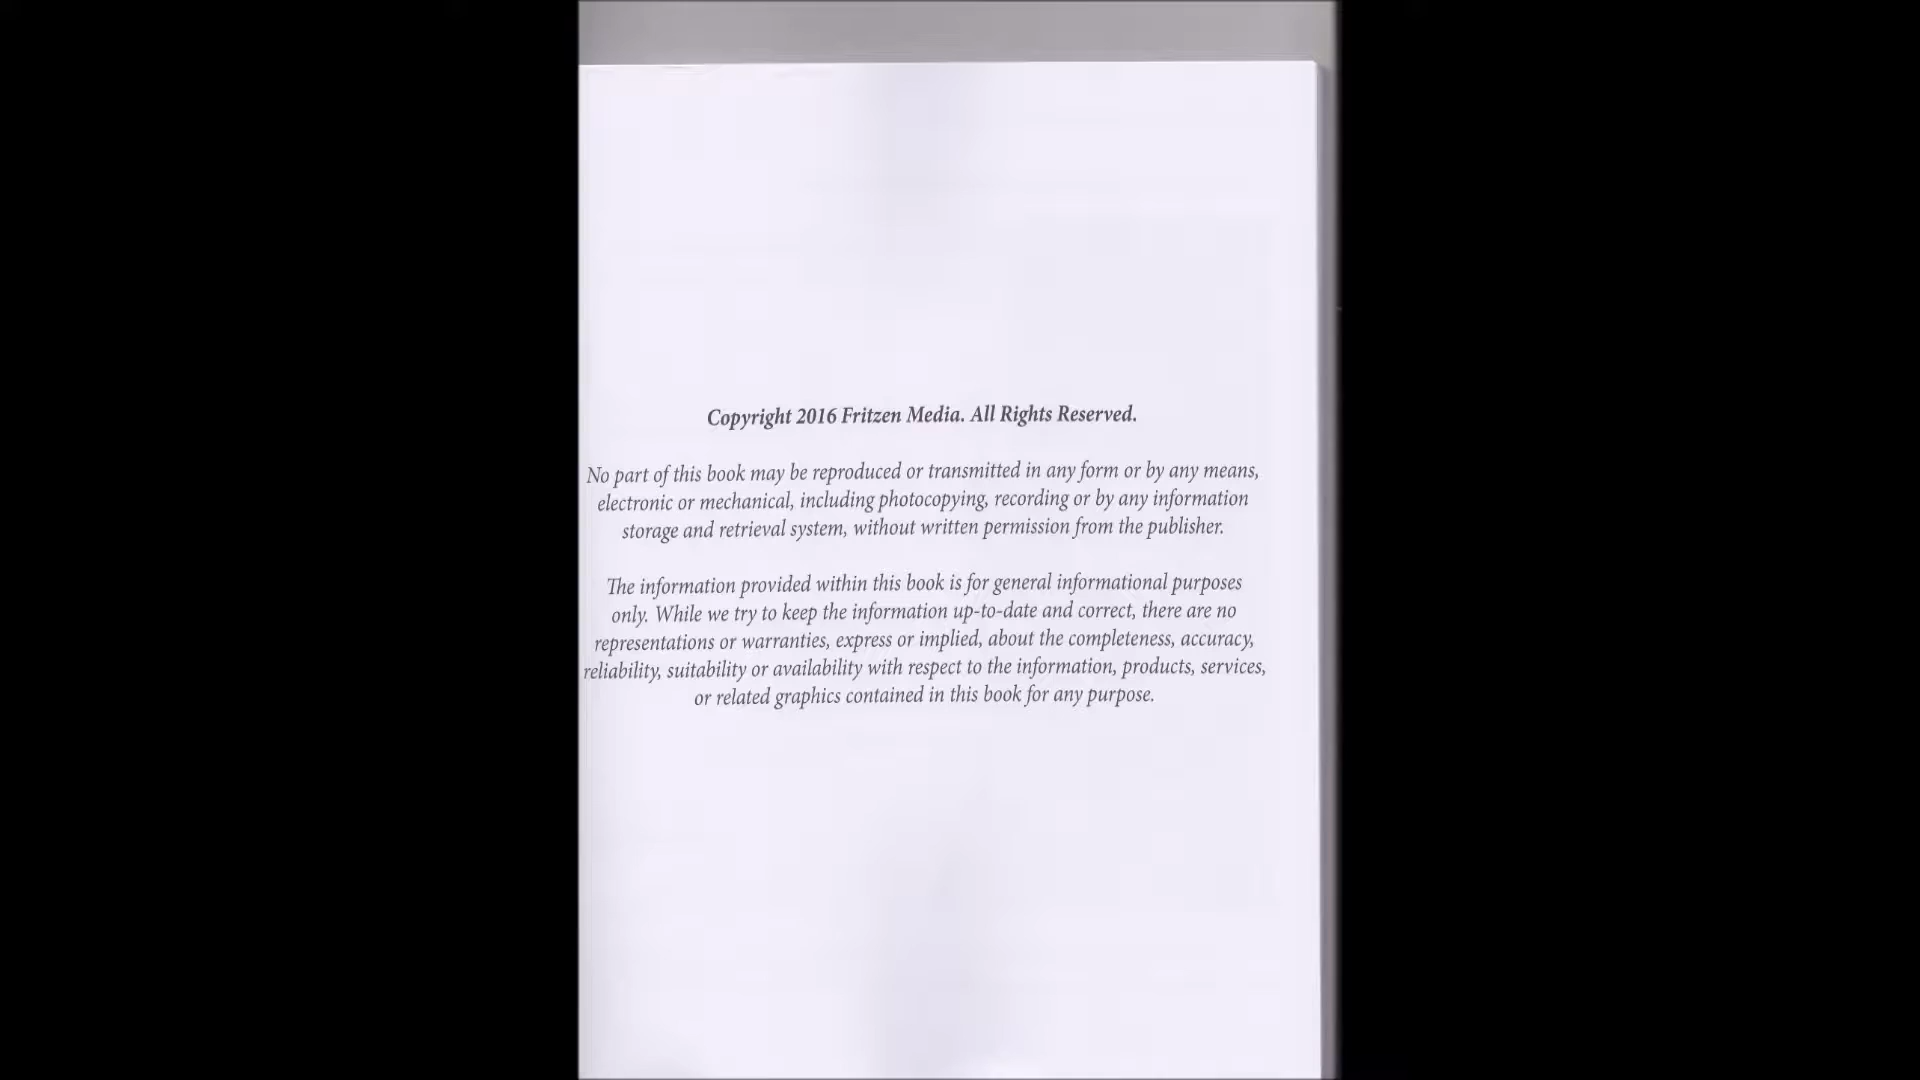 Copyright 2016 Fritzen Media. All Rights Reserved.
No part of this book may be reproduced or transmitted in any form or by any means,
electronic or mechanical, including photocopying, recording or by any information
storage and retrieval system, without written permission from the publisher.
The information provided within this book is for general informational purposes
only. While we try to keep the information up-to-date and correct, there are no
representations or warranties, express or implied, about the completeness, accuracy,
reliability, suitability or availability with respect to the information, products, services,
or related graphics contained in this book for any purpose.